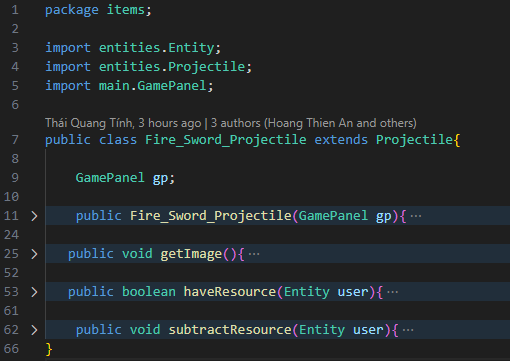 1 package items;
2
3 import entities.Entity;
4 import entities.Projectile;
5 import main.GamePanel;
6
Thái Quang Tính, 3 hours ago | 3 authors (Hoang Thien An and others)
7 public class Fire_Sword_Projectile extends Projectile{
8
9 GamePanel gp;
10
11 > public Fire_Sword_Projectile(GamePanel gp){ ···
24
25 > public void getImage(){ ···
52
53 > public boolean haveResource(Entity user){ ···
61
62 > public void subtractResource(Entity user){ ···
66 }